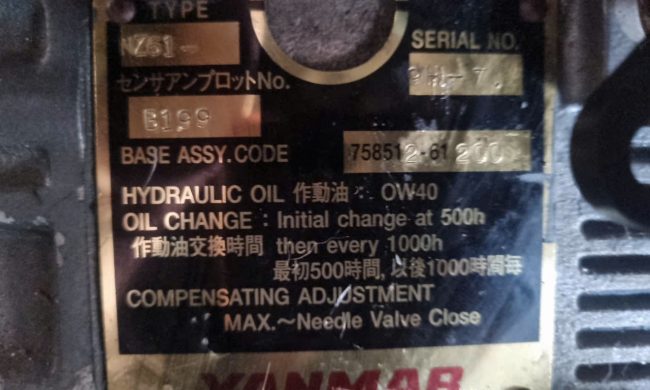 TYPE
NZ61-
SERIAL NO.
センサアンプロットNo.
B199
BASE ASSY. CODE 758512-61200
HYDRAULIC OIL 作動油: OW40
OIL CHANGE : Initial change at 500h
作動油交換時間 then every 1000h
最初500時間, 以後1000時間毎
COMPENSATING ADJUSTMENT
MAX.~Needle Valve Close
YANMAR